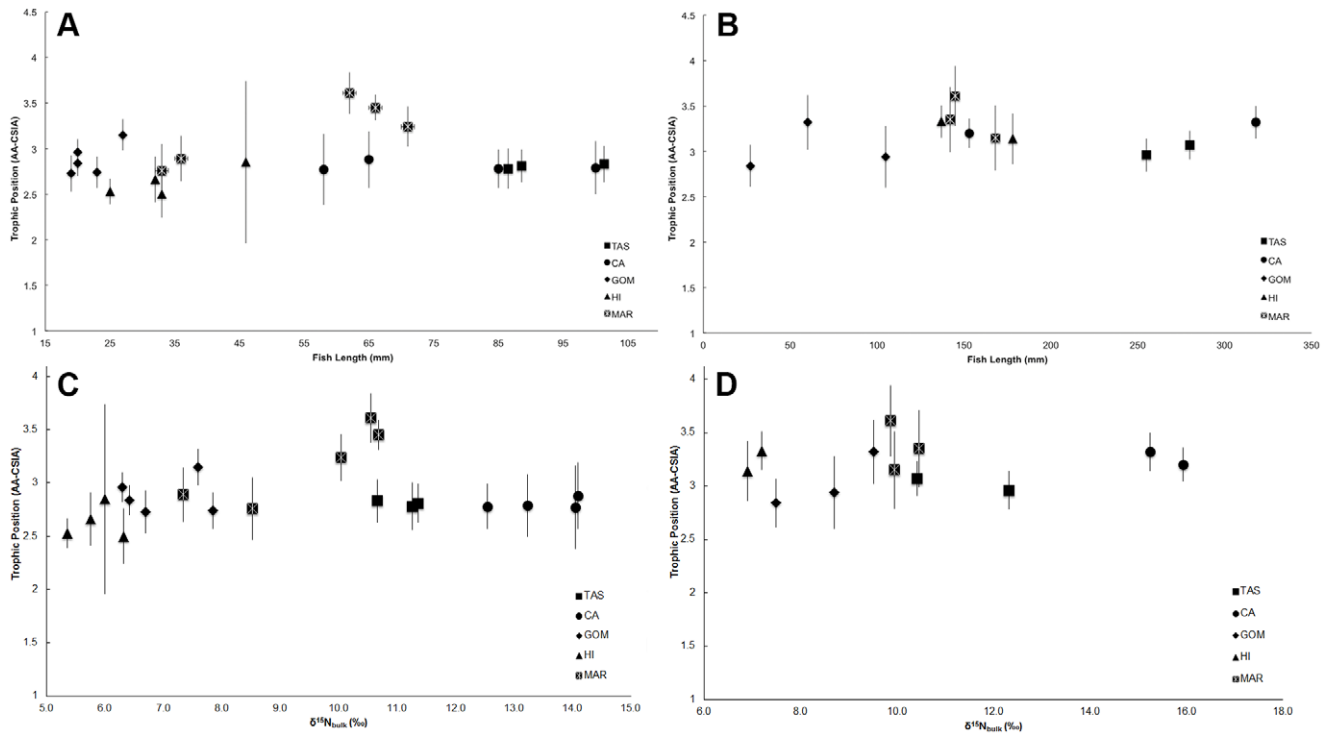 A
Trophic Position (AA-CSIA)
4.5
4
3.5
3
2.5
2
1.5
1
15 25 35 45 55 65 75 85 95 105
Fish Length (mm)
TAS
CA
GOM
HI
MAR
B
Trophic Position (AA-CSIA)
4.5
4
3.5
3
2.5
2
1.5
1
0 50 100 150 200 250 300 350
Fish Length (mm)
TAS
CA
GOM
HI
MAR
C
Trophic Position (AA-CSIA)
4
3.5
3
2.5
2
1.5
1
5.0 6.0 7.0 8.0 9.0 10.0 11.0 12.0 13.0 14.0 15.0
δ¹⁵N_bulk (‰)
TAS
CA
GOM
HI
MAR
D
Trophic Position (AA-CSIA)
4
3.5
3
2.5
2
1.5
1
6.0 8.0 10.0 12.0 14.0 16.0 18.0
δ¹⁵N_bulk (‰)
TAS
CA
GOM
HI
MAR